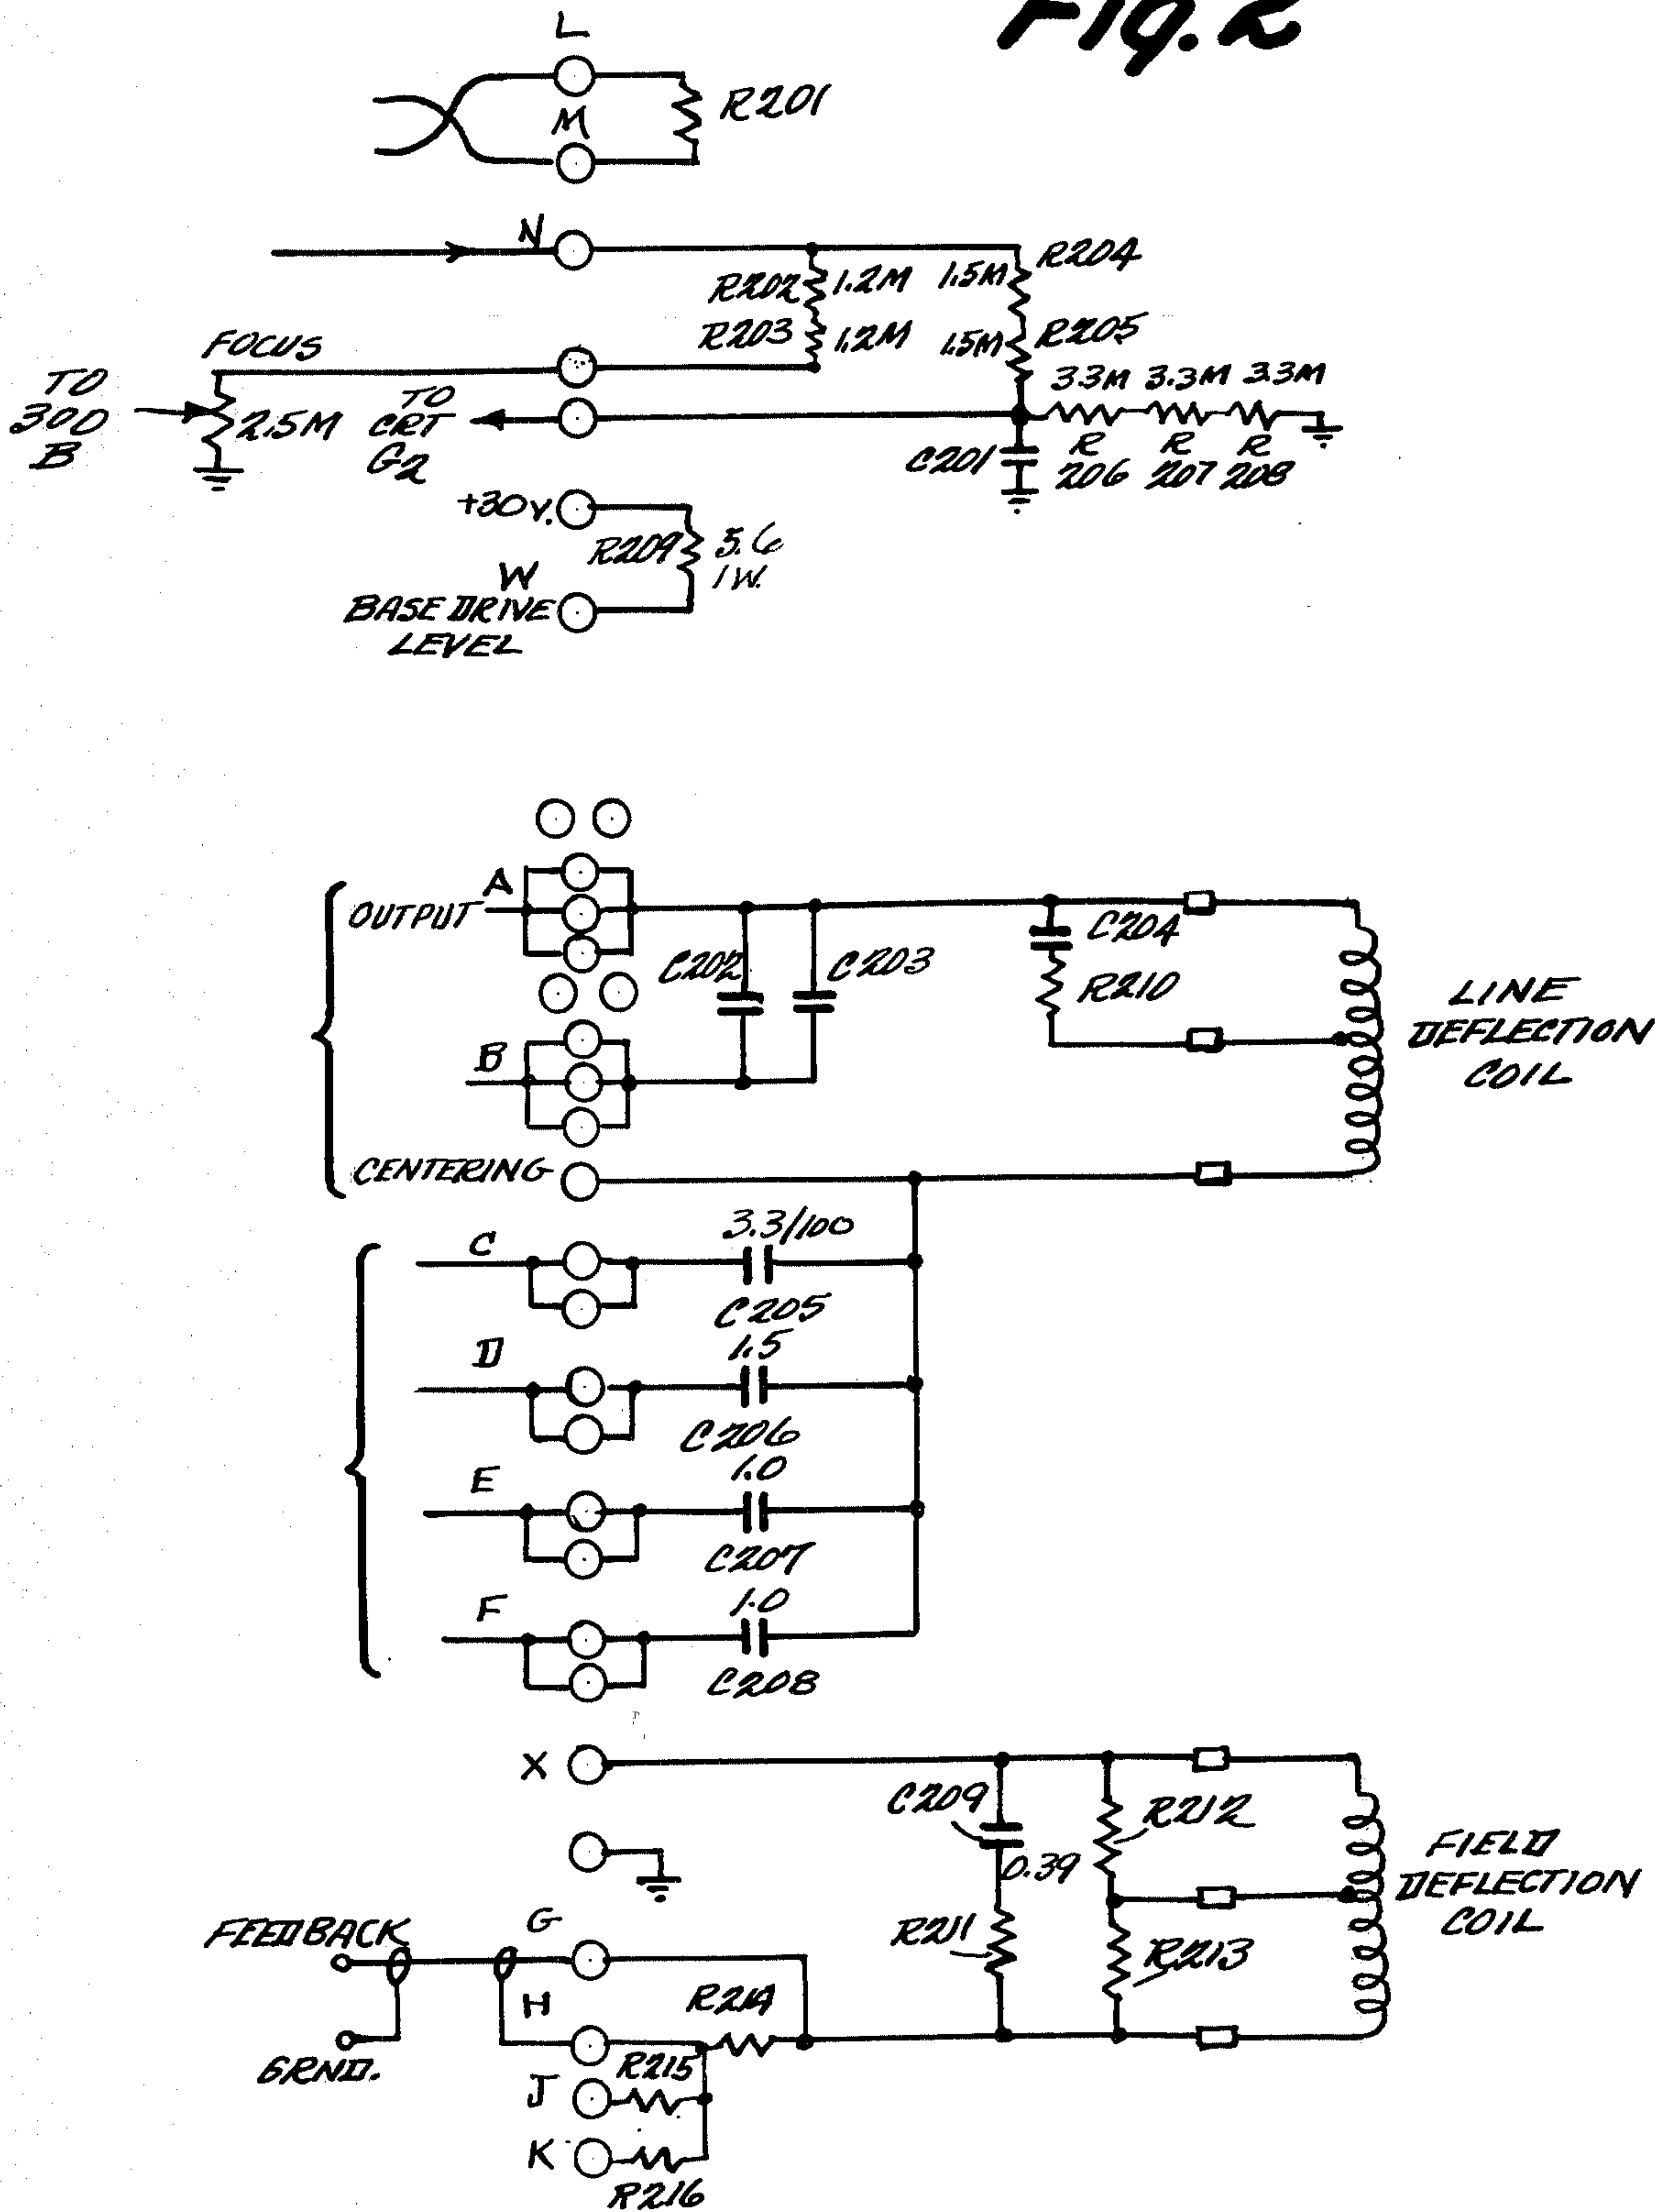 Fig. 2
L
M
R201
N
R202
1.2M
1.5M
R204
R203
1.2M
1.5M
R205
FOCUS
TO
300
B
2.5M
TO
CRT
G2
3.3M 3.3M 3.3M
C201
R
206
R
207
R
208
+30V.
R209
5.6
1W.
W
BASE DRIVE
LEVEL
A
OUTPUT
C202
C203
C204
R210
LINE
DEFLECTION
COIL
B
CENTERING
C
3.3/100
C205
D
1.5
C206
E
1.0
C207
F
1.0
C208
X
C209
0.39
R212
FIELD
DEFLECTION
COIL
R211
R213
FEEDBACK
G
H
R214
GRND.
R215
J
K
R216